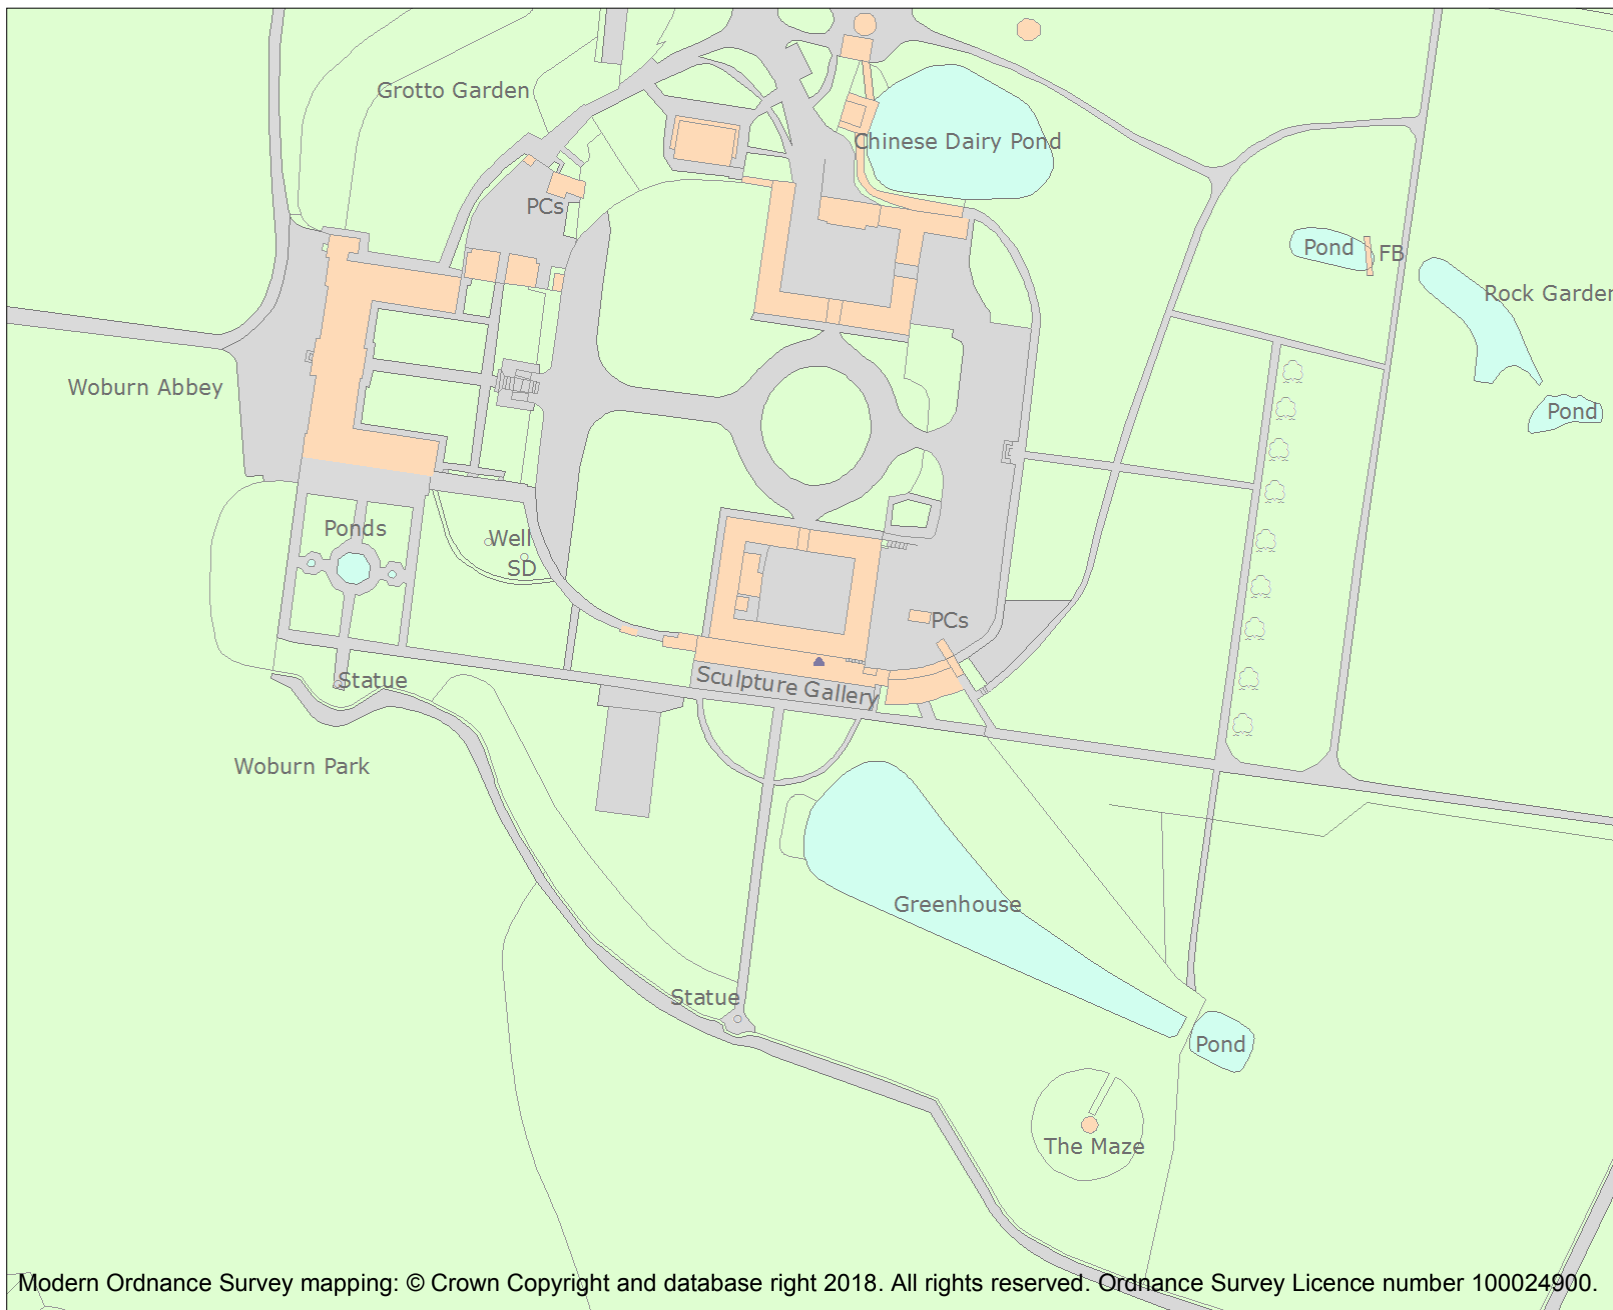 Grotto Garden
Chinese Dairy Pond
PCs
Pond
FB
Rock Garden
Woburn Abbey
Pond
Ponds
Well
SD
PCs
Statue
Sculpture Gallery
Woburn Park
Greenhouse
Statue
Pond
The Maze
Modern Ordnance Survey mapping: © Crown Copyright and database right 2018. All rights reserved. Ordnance Survey Licence number 100024900.